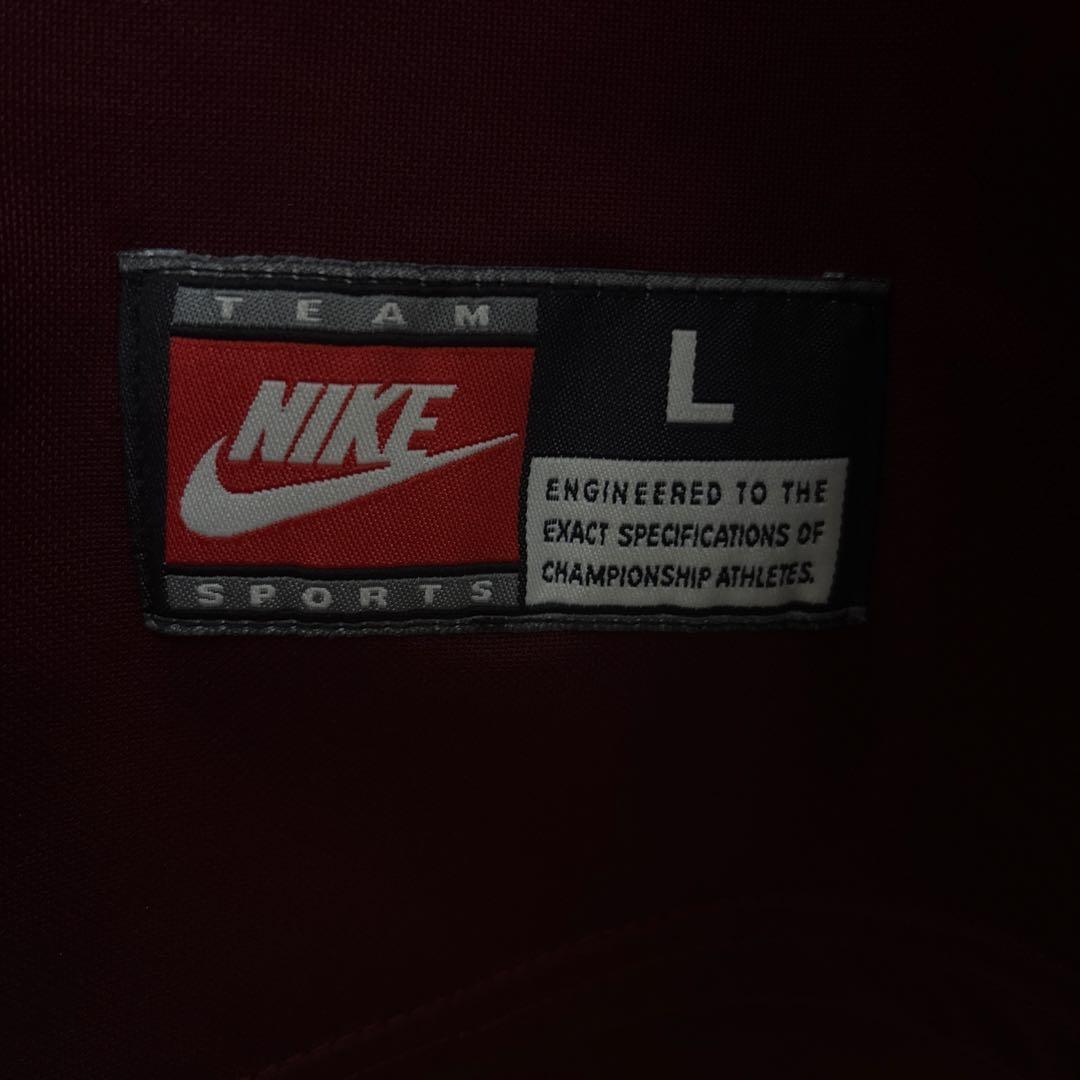 TEAM
NIKE
SPORTS
L
ENGINEERED TO THE
EXACT SPECIFICATIONS OF
CHAMPIONSHIP ATHLETES.